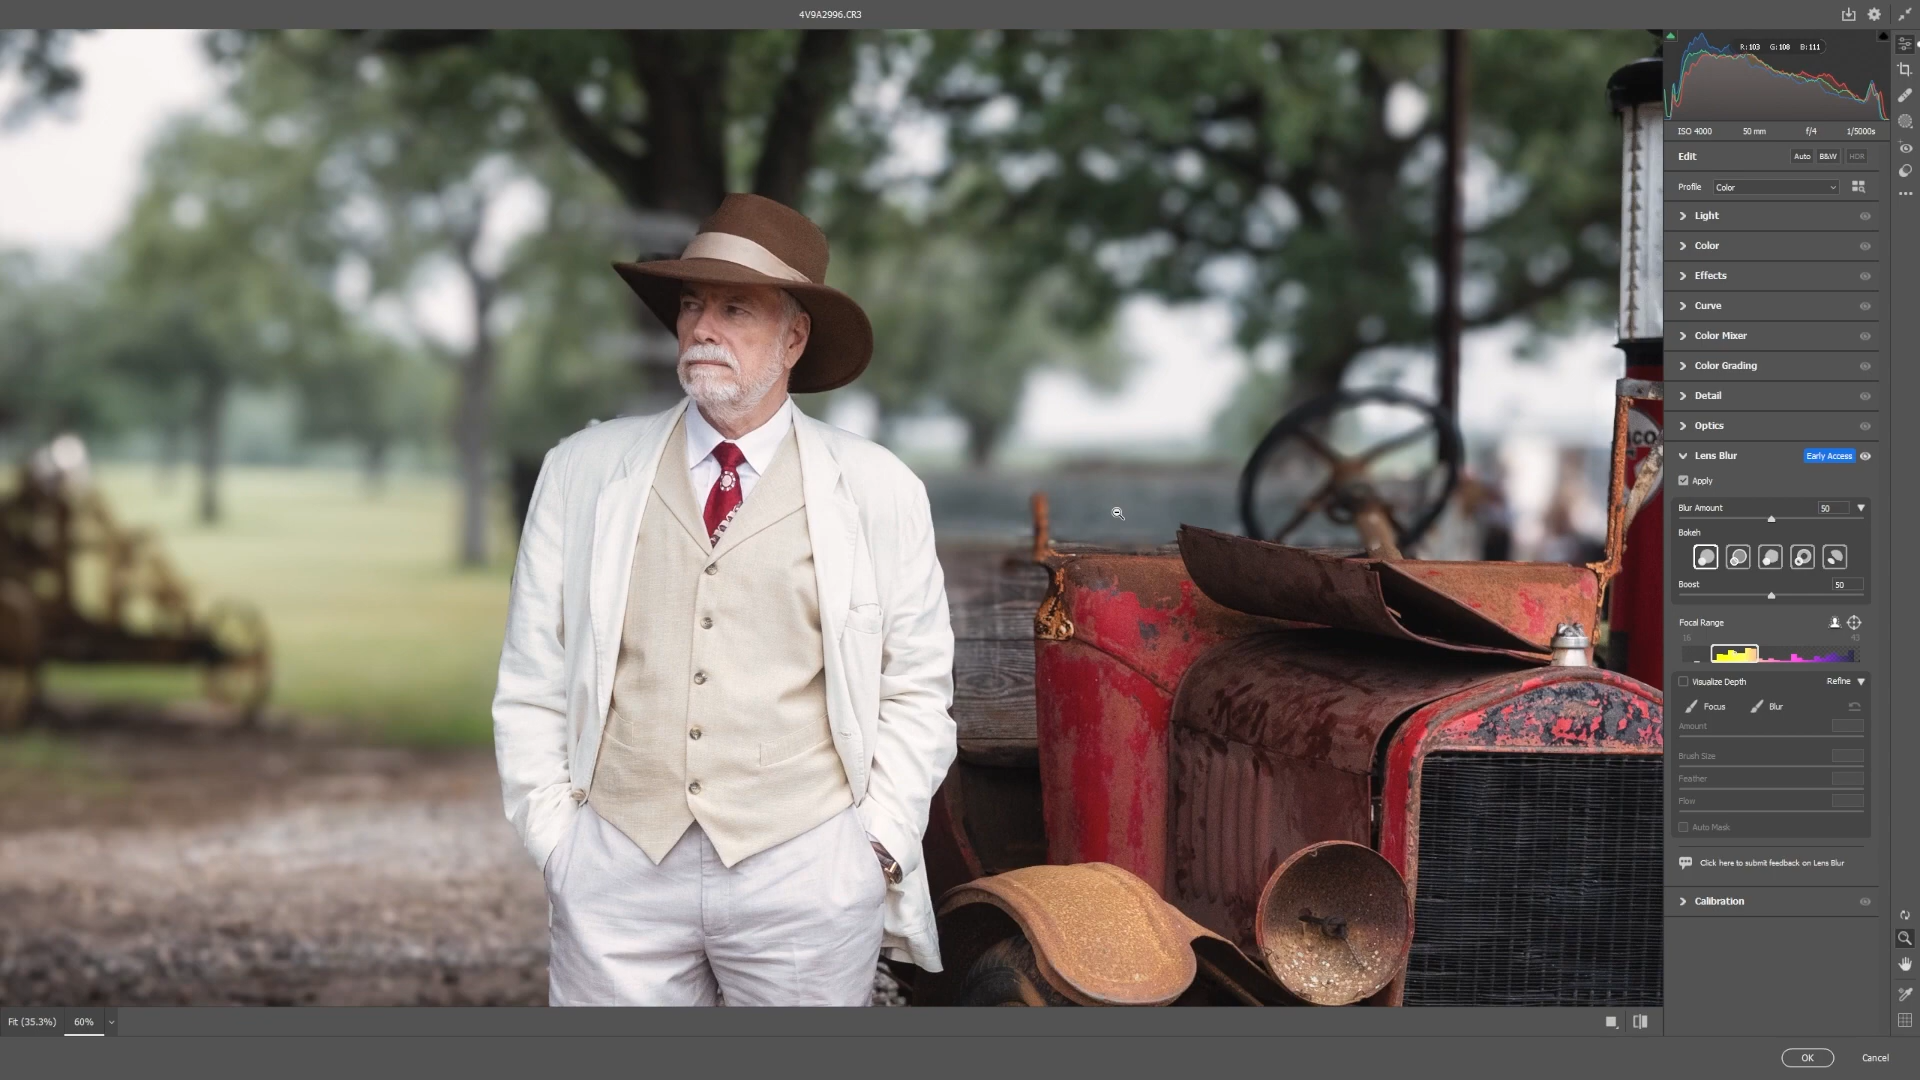 4V9A2996.CR3
R: 103 G: 108 B: 111
ISO 4000 50 mm f/4 1/5000s
Edit Auto B&W HDR
Profile Color
Light
Color
Effects
Curve
Color Mixer
Color Grading
Detail
Optics
Lens Blur Early Access
Apply
Blur Amount 50
Bokeh
Boost 50
Focal Range
16 43
Visualize Depth Refine
Focus Blur
Amount
Brush Size
Feather
Flow
Auto Mask
Click here to submit feedback on Lens Blur
Calibration
Fit (35.3%) 60%
OK Cancel